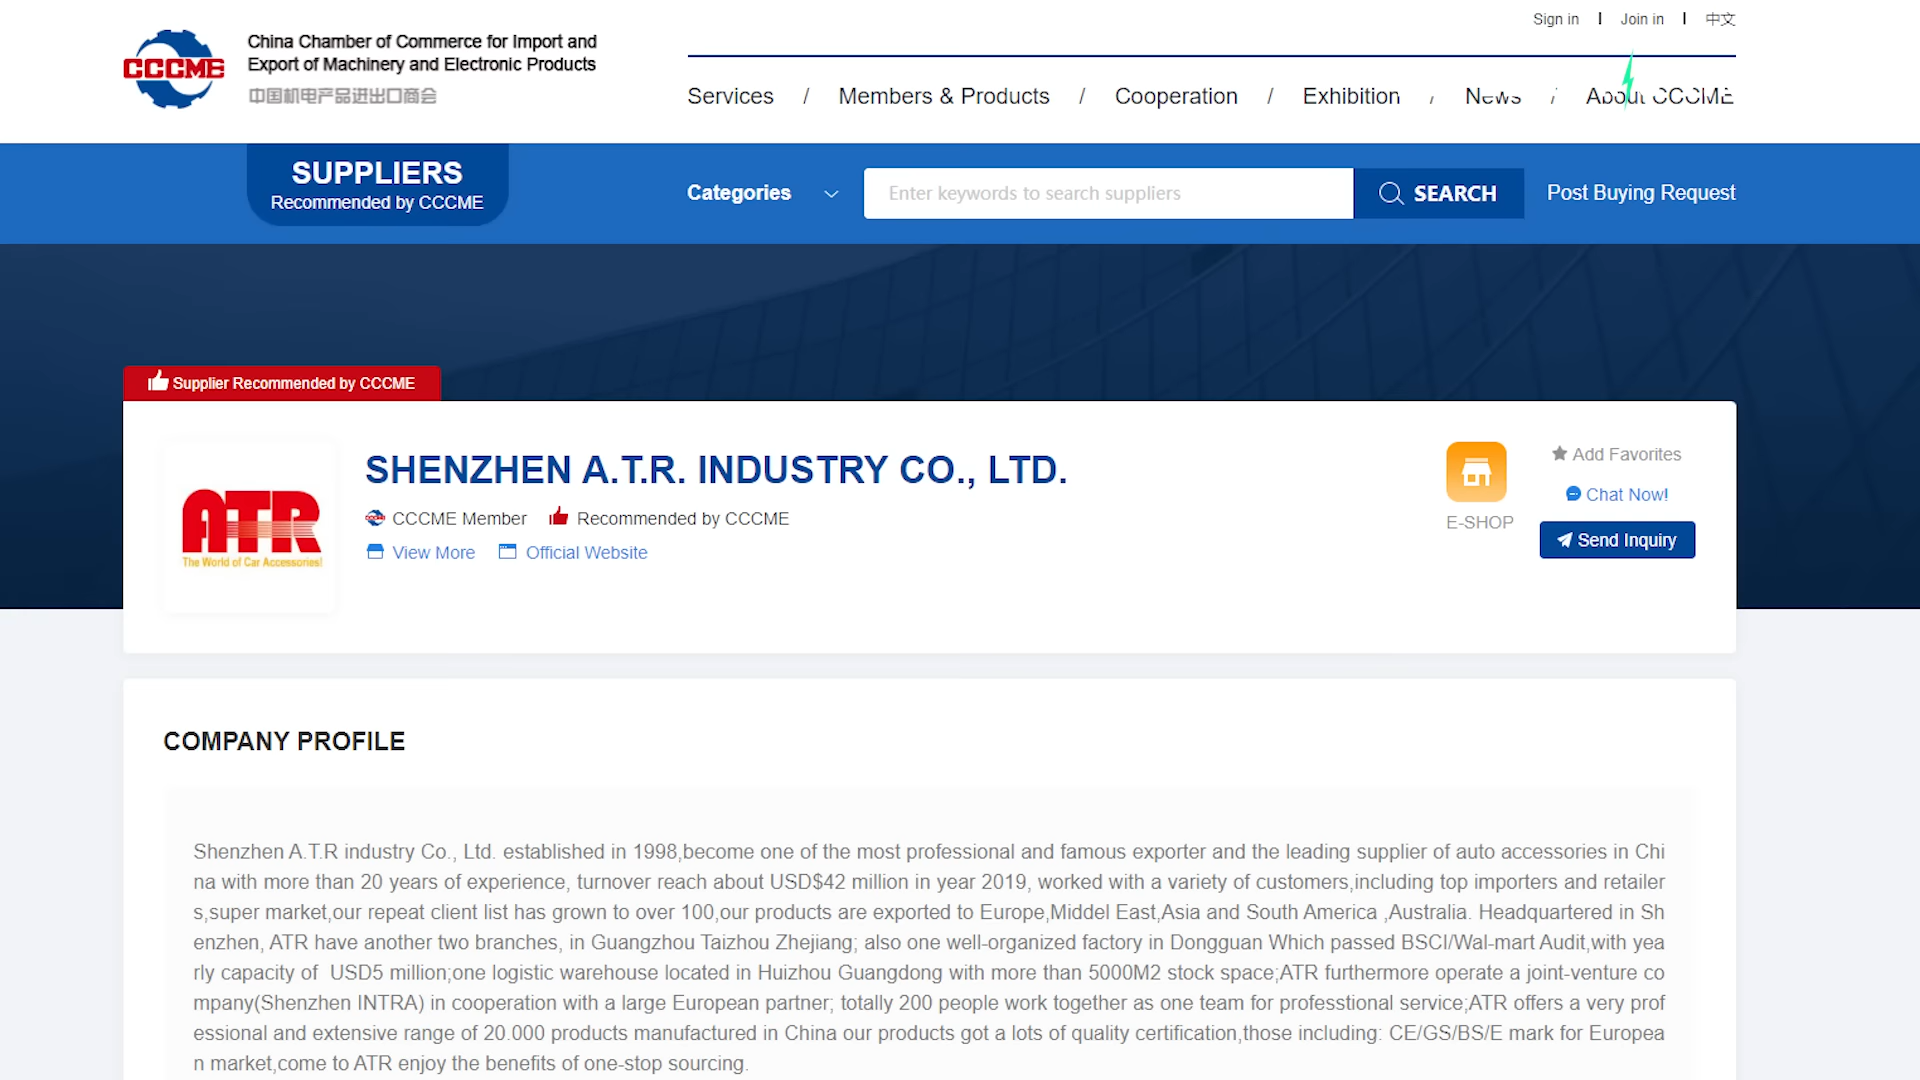 Sign in | Join in | 中文
CCCME
China Chamber of Commerce for Import and
Export of Machinery and Electronic Products
中国机电产品进出口商会
Services / Members & Products / Cooperation / Exhibition / News / About CCCME
SUPPLIERS
Recommended by CCCME
Categories
Enter keywords to search suppliers
SEARCH
Post Buying Request
Supplier Recommended by CCCME
ATR
The World of Car Accessories!
SHENZHEN A.T.R. INDUSTRY CO., LTD.
CCCME Member Recommended by CCCME
View More Official Website
E-SHOP
Add Favorites
Chat Now!
Send Inquiry
COMPANY PROFILE
Shenzhen A.T.R industry Co., Ltd. established in 1998,become one of the most professional and famous exporter and the leading supplier of auto accessories in Chi
na with more than 20 years of experience, turnover reach about USD$42 million in year 2019, worked with a variety of customers,including top importers and retailer
s,super market,our repeat client list has grown to over 100,our products are exported to Europe,Middel East,Asia and South America ,Australia. Headquartered in Sh
enzhen, ATR have another two branches, in Guangzhou Taizhou Zhejiang; also one well-organized factory in Dongguan Which passed BSCI/Wal-mart Audit,with yea
rly capacity of  USD5 million;one logistic warehouse located in Huizhou Guangdong with more than 5000M2 stock space;ATR furthermore operate a joint-venture co
mpany(Shenzhen INTRA) in cooperation with a large European partner; totally 200 people work together as one team for professtional service;ATR offers a very prof
essional and extensive range of 20.000 products manufactured in China our products got a lots of quality certification,those including: CE/GS/BS/E mark for Europea
n market,come to ATR enjoy the benefits of one-stop sourcing.